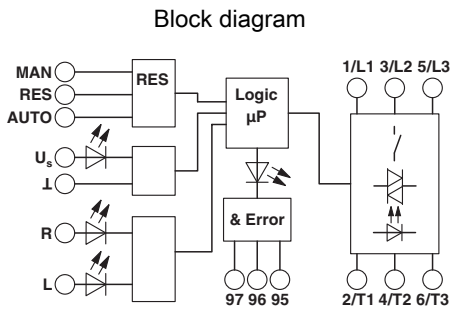 Block diagram
MAN
RES
AUTO
RES
Logic
µP
1/L1 3/L2 5/L3
Us
⊥
R
L
& Error
97 96 95
2/T1 4/T2 6/T3